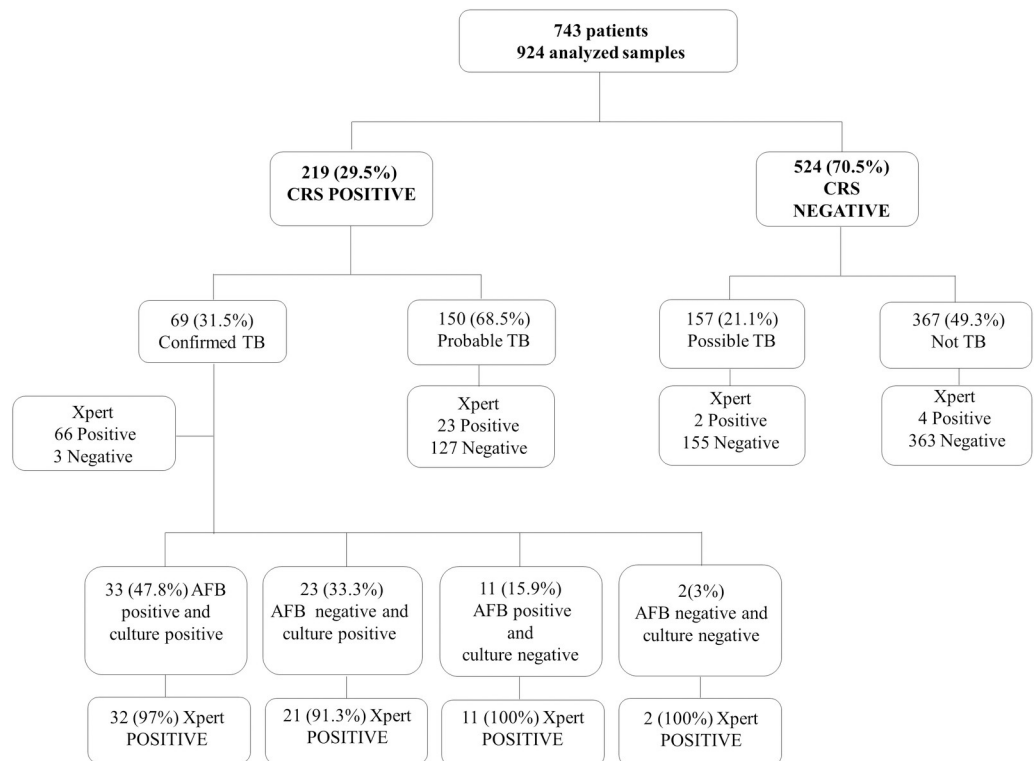 743 patients
924 analyzed samples
219 (29.5%)
CRS POSITIVE
524 (70.5%)
CRS
NEGATIVE
69 (31.5%)
Confirmed TB
150 (68.5%)
Probable TB
157 (21.1%)
Possible TB
367 (49.3%)
Not TB
Xpert
66 Positive
3 Negative
Xpert
23 Positive
127 Negative
Xpert
2 Positive
155 Negative
Xpert
4 Positive
363 Negative
33 (47.8%) AFB
positive and
culture positive
23 (33.3%)
AFB negative and
culture positive
11 (15.9%)
AFB positive
and
culture negative
2(3%)
AFB negative and
culture negative
32 (97%) Xpert
POSITIVE
21 (91.3%) Xpert
POSITIVE
11 (100%) Xpert
POSITIVE
2 (100%) Xpert
POSITIVE